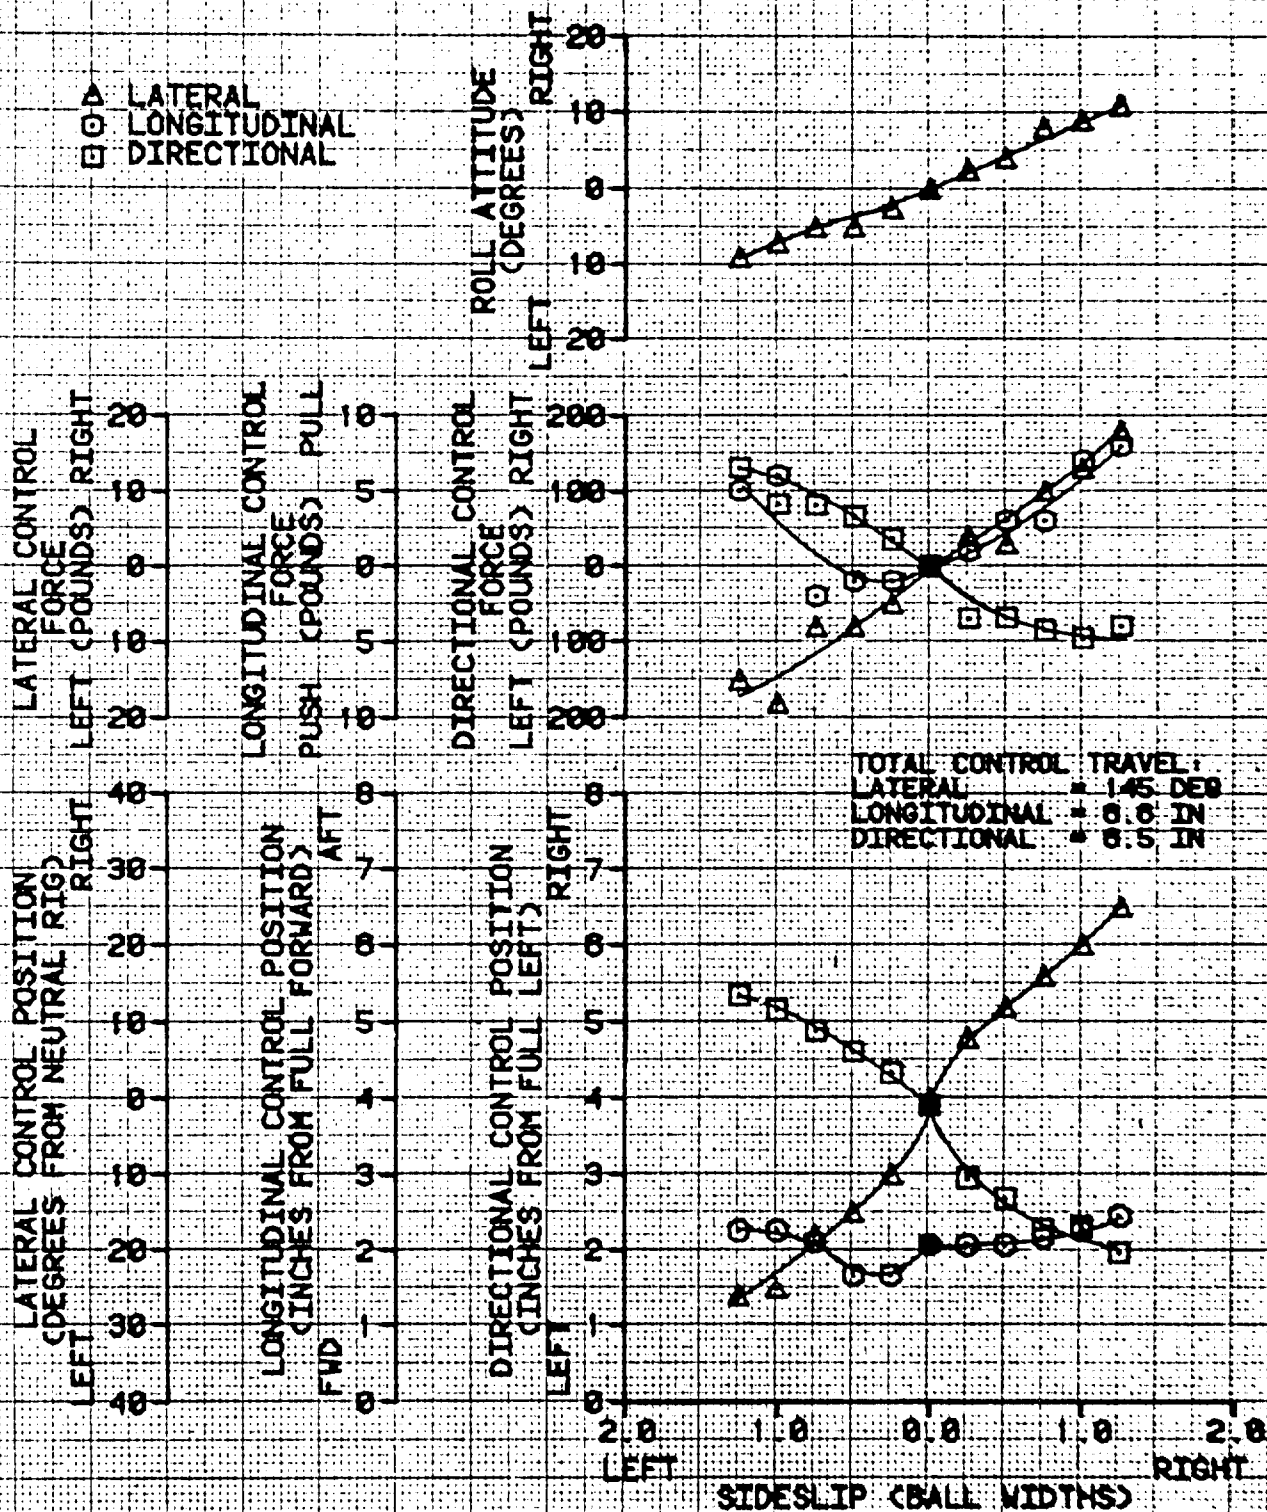 LATERAL
LONGITUDINAL
DIRECTIONAL
ROLL ATTITUDE
(DEGREES)
LEFT RIGHT
20
10
0
10
20
LATERAL CONTROL
FORCE
LEFT (POUNDS) RIGHT
20
10
0
10
20
LONGITUDINAL CONTROL
FORCE
PUSH (POUNDS) PULL
10
5
0
5
10
DIRECTIONAL CONTROL
FORCE
LEFT (POUNDS) RIGHT
200
100
0
100
200
TOTAL CONTROL TRAVEL:
LATERAL = 145 DEG
LONGITUDINAL =
DIRECTIONAL =
LATERAL CONTROL POSITION
(DEGREES FROM NEUTRAL RIG)
LEFT RIGHT
40
30
20
10
0
10
20
30
40
LONGITUDINAL CONTROL POSITION
(INCHES FROM FULL FORWARD)
FWD AFT
8
7
6
5
4
3
2
1
0
DIRECTIONAL CONTROL POSITION
(INCHES FROM FULL LEFT)
LEFT RIGHT
8
7
6
5
4
3
2
1
0
2.0 1.0 0.0 1.0 2.0
LEFT RIGHT
SIDESLIP (BALL WIDTHS)